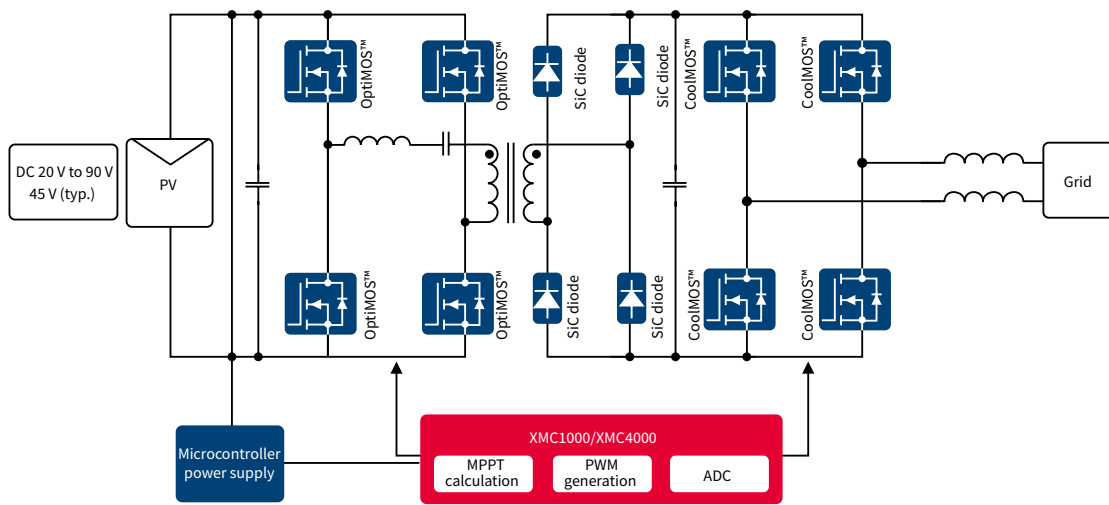 OptiMOS™
OptiMOS™
SiC diode
SiC diode
CoolMOS™
CoolMOS™
DC 20 V to 90 V
45 V (typ.)
PV
Grid
OptiMOS™
OptiMOS™
SiC diode
SiC diode
CoolMOS™
CoolMOS™
Microcontroller
power supply
XMC1000/XMC4000
MPPT
calculation
PWM
generation
ADC